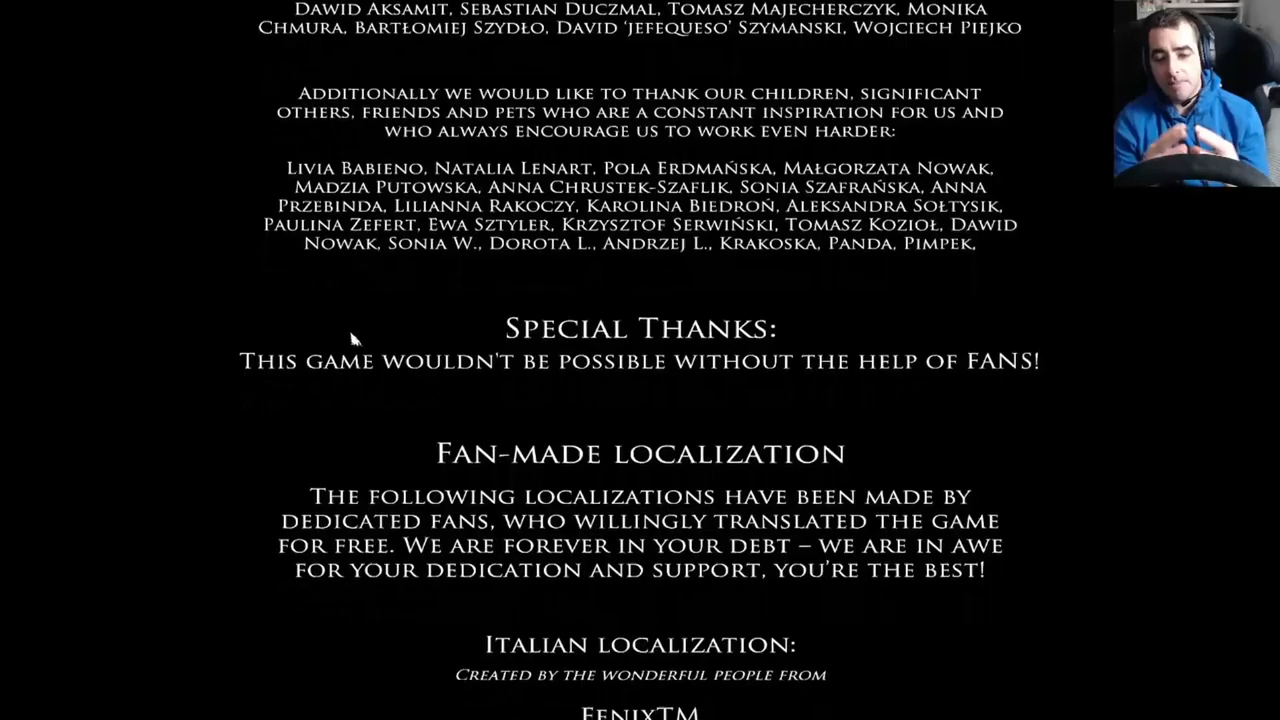 Dawid Aksamit, Sebastian Duczmal, Tomasz Majecherczyk, Monika
Chmura, Bartłomiej Szydło, David ‘jefequeso’ Szymanski, Wojciech Piejko
Additionally we would like to thank our children, significant
others, friends and pets who are a constant inspiration for us and
who always encourage us to work even harder:
Livia Babieno, Natalia Lenart, Pola Erdmańska, Małgorzata Nowak,
Madzia Putowska, Anna Chrustek-Szaflik, Sonia Szafrańska, Anna
Przebinda, Lilianna Rakoczy, Karolina Biedroń, Aleksandra Sołtysik,
Paulina Zefert, Ewa Sztyler, Krzysztof Serwiński, Tomasz Kozioł, Dawid
Nowak, Sonia W., Dorota L., Andrzej L., Krakoska, Panda, Pimpek,
Special Thanks:
This game wouldn't be possible without the help of FANS!
Fan-made localization
The following localizations have been made by
dedicated fans, who willingly translated the game
for free. We are forever in your debt – we are in awe
for your dedication and support, you’re the best!
Italian localization:
Created by the wonderful people from
FenixTM